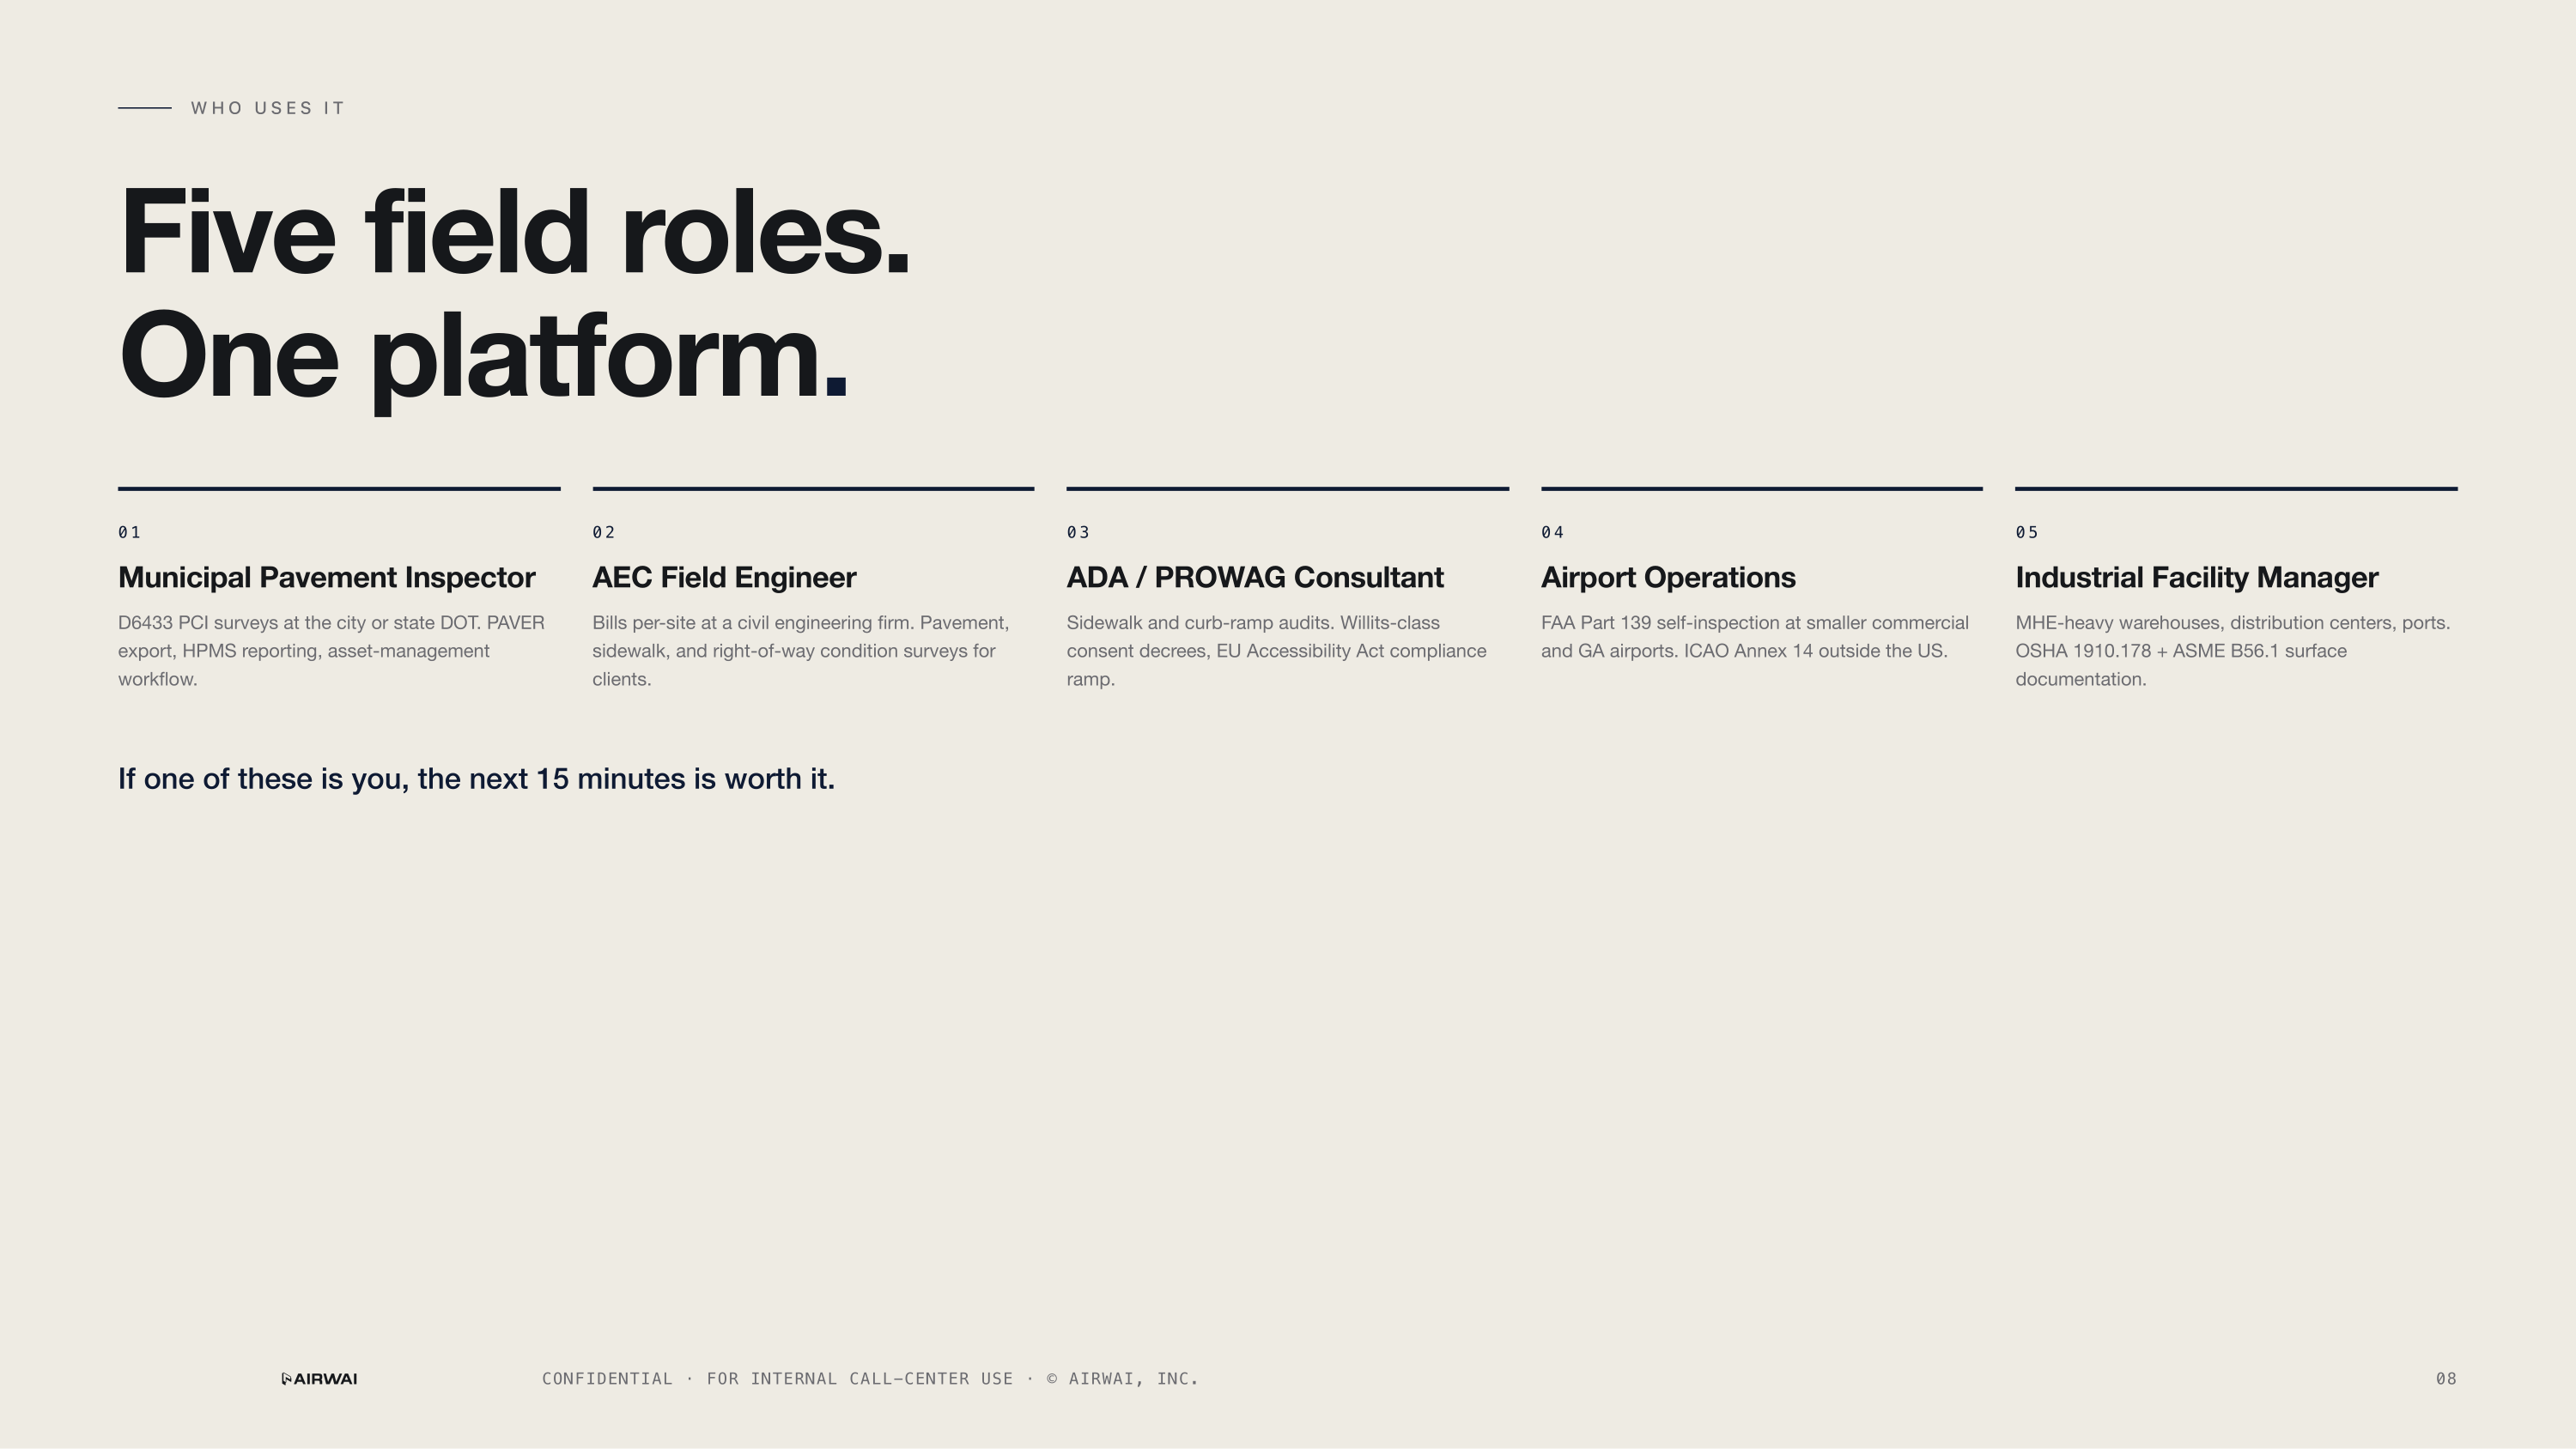 WHO USES IT
Five field roles.
One platform.
01
Municipal Pavement Inspector
D6433 PCI surveys at the city or state DOT. PAVER
export, HPMS reporting, asset-management
workflow.
02
AEC Field Engineer
Bills per-site at a civil engineering firm. Pavement,
sidewalk, and right-of-way condition surveys for
clients.
03
ADA / PROWAG Consultant
Sidewalk and curb-ramp audits. Willits-class
consent decrees, EU Accessibility Act compliance
ramp.
04
Airport Operations
FAA Part 139 self-inspection at smaller commercial
and GA airports. ICAO Annex 14 outside the US.
05
Industrial Facility Manager
MHE-heavy warehouses, distribution centers, ports.
OSHA 1910.178 + ASME B56.1 surface
documentation.
If one of these is you, the next 15 minutes is worth it.
AIRWAI
CONFIDENTIAL · FOR INTERNAL CALL-CENTER USE · © AIRWAI, INC.
08